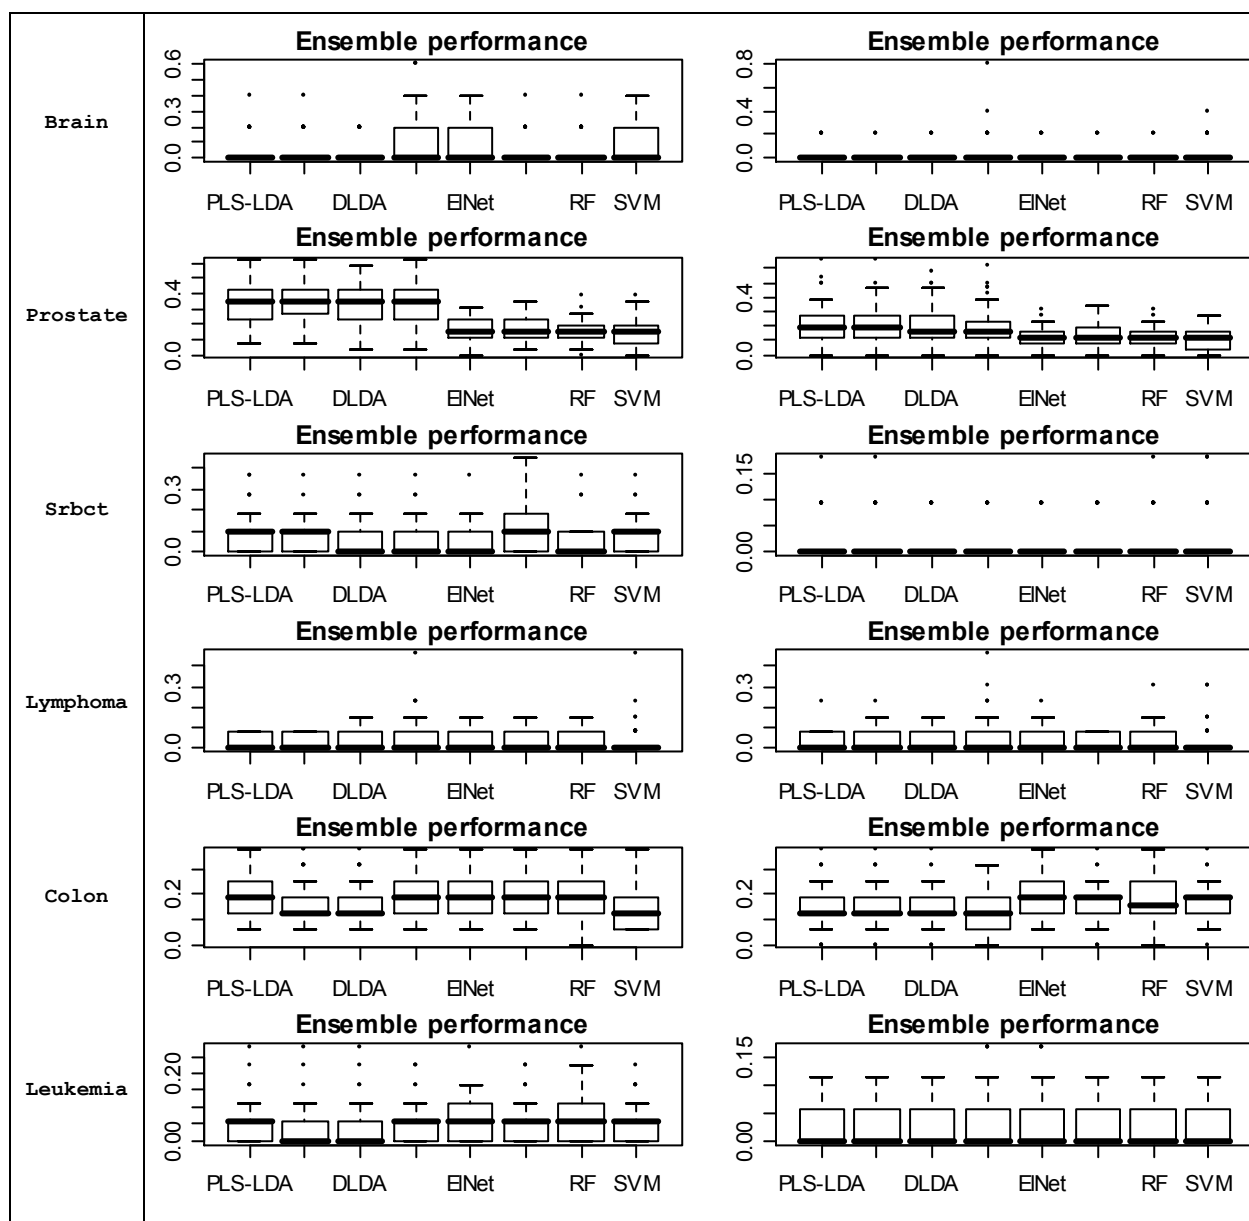 Brain
Ensemble performance
0.0 0.3 0.6
PLS-LDA DLDA ElNet RF SVM
Ensemble performance
0.0 0.4 0.8
PLS-LDA DLDA ElNet RF SVM
Prostate
Ensemble performance
0.0 0.4
PLS-LDA DLDA ElNet RF SVM
Ensemble performance
0.0 0.4
PLS-LDA DLDA ElNet RF SVM
Srbct
Ensemble performance
0.0 0.3
PLS-LDA DLDA ElNet RF SVM
Ensemble performance
0.00 0.15
PLS-LDA DLDA ElNet RF SVM
Lymphoma
Ensemble performance
0.0 0.3
PLS-LDA DLDA ElNet RF SVM
Ensemble performance
0.0 0.3
PLS-LDA DLDA ElNet RF SVM
Colon
Ensemble performance
0.0 0.2
PLS-LDA DLDA ElNet RF SVM
Ensemble performance
0.0 0.2
PLS-LDA DLDA ElNet RF SVM
Leukemia
Ensemble performance
0.00 0.20
PLS-LDA DLDA ElNet RF SVM
Ensemble performance
0.00 0.15
PLS-LDA DLDA ElNet RF SVM